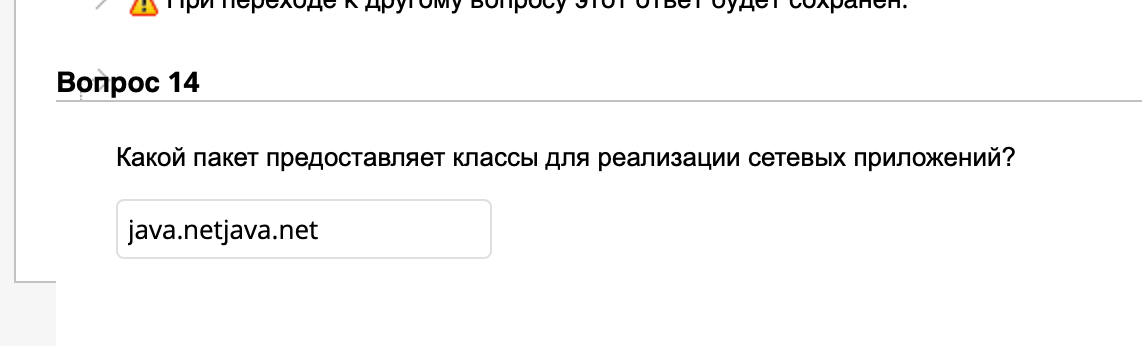 При переходе к другому вопросу этот ответ будет сохранен.
Вопрос 14
Какой пакет предоставляет классы для реализации сетевых приложений?
java.netjava.net